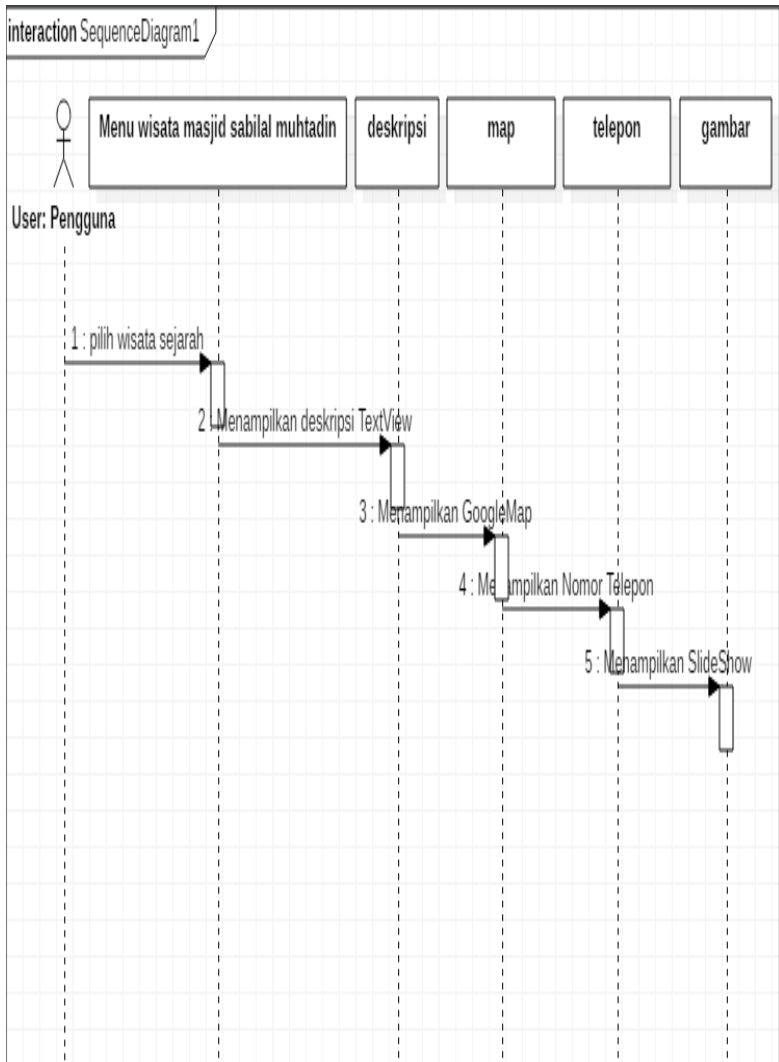 interaction SequenceDiagram1
Menu wisata masjid sabilal muhtadin
deskripsi
map
telepon
gambar
User: Pengguna
1 : pilih wisata sejarah
2 : Menampilkan deskripsi TextView
3 : Menampilkan GoogleMap
4 : Menampilkan Nomor Telepon
5 : Menampilkan SlideShow